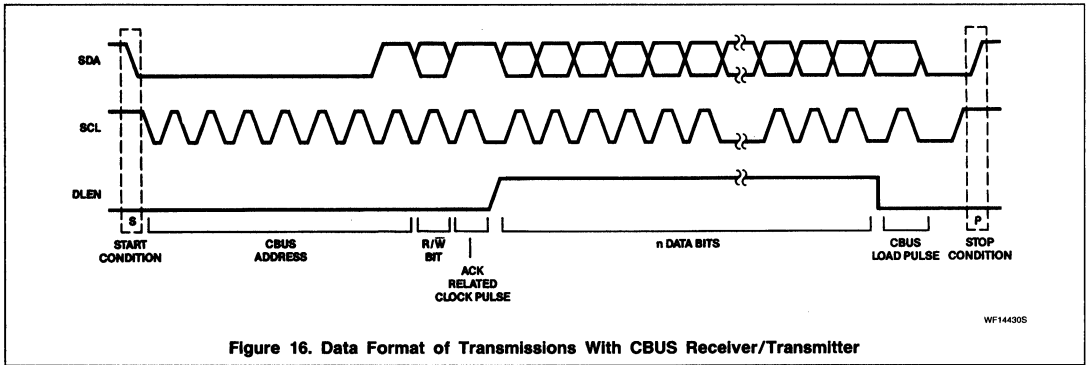 SDA
SCL
DLEN
S
P
START
CONDITION
CBUS
ADDRESS
R/W̅
BIT
ACK
RELATED
CLOCK PULSE
n DATA BITS
CBUS
LOAD PULSE
STOP
CONDITION
WF14430S
Figure 16. Data Format of Transmissions With CBUS Receiver/Transmitter